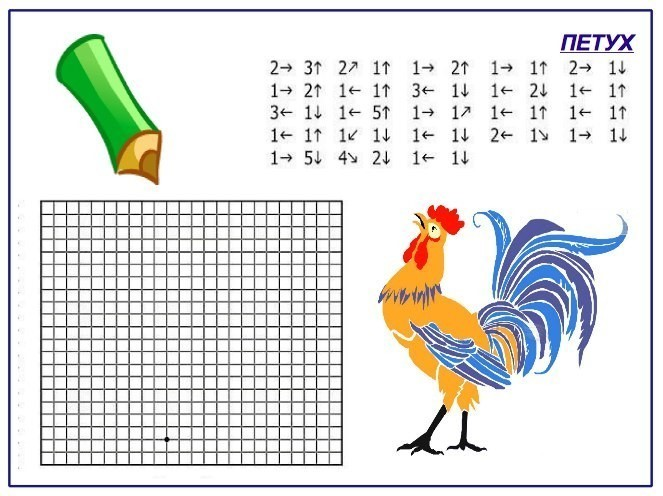 ПЕТУХ
2→ 3↑ 2↗ 1↑ 1→ 2↑ 1→ 1↑ 2→ 1↓
1→ 2↑ 1← 1↑ 3← 1↓ 1← 2↓ 1← 1↑
3← 1↓ 1← 5↑ 1→ 1↗ 1← 1↑ 1← 1↑
1← 1↑ 1↙ 1↓ 1← 1↓ 2← 1↘ 1→ 1↓
1→ 5↓ 4↘ 2↓ 1← 1↓